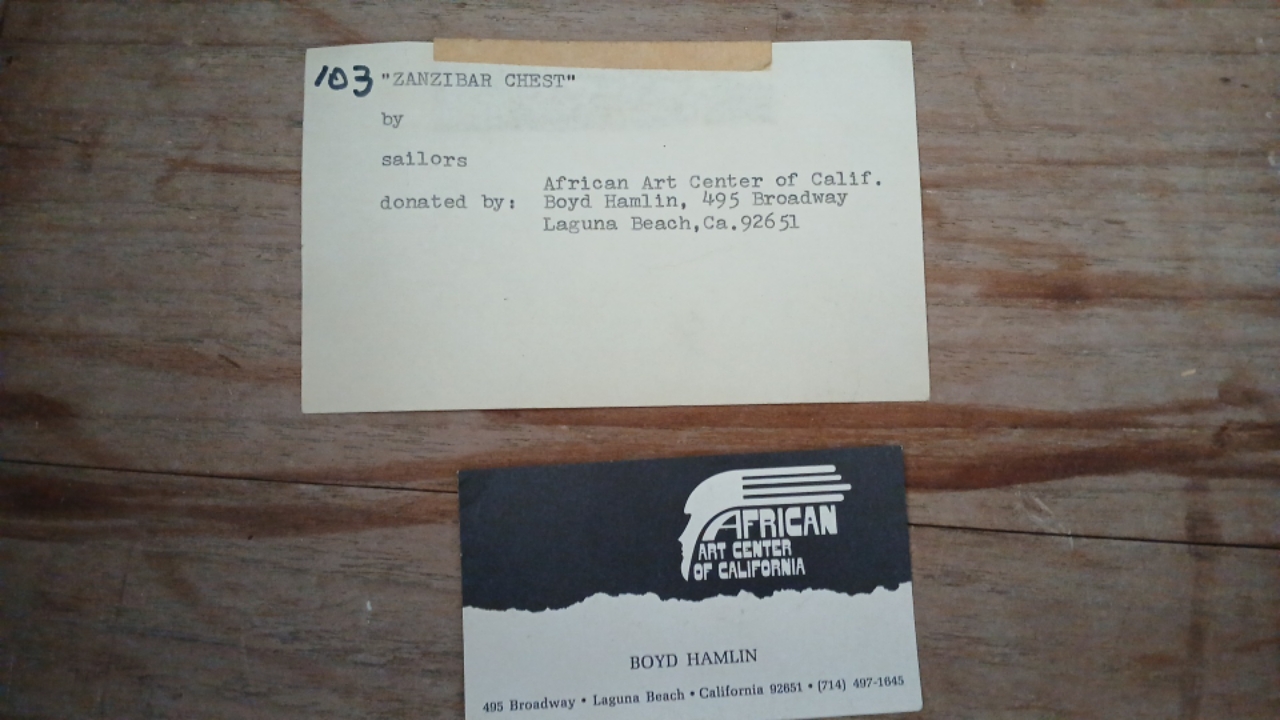 103 "ZANZIBAR CHEST"
by
sailors
African Art Center of Calif.
donated by: Boyd Hamlin, 495 Broadway
Laguna Beach,Ca.92651
AFRICAN
ART CENTER
OF CALIFORNIA
BOYD HAMLIN
495 Broadway • Laguna Beach • California 92651 • (714) 497-1645